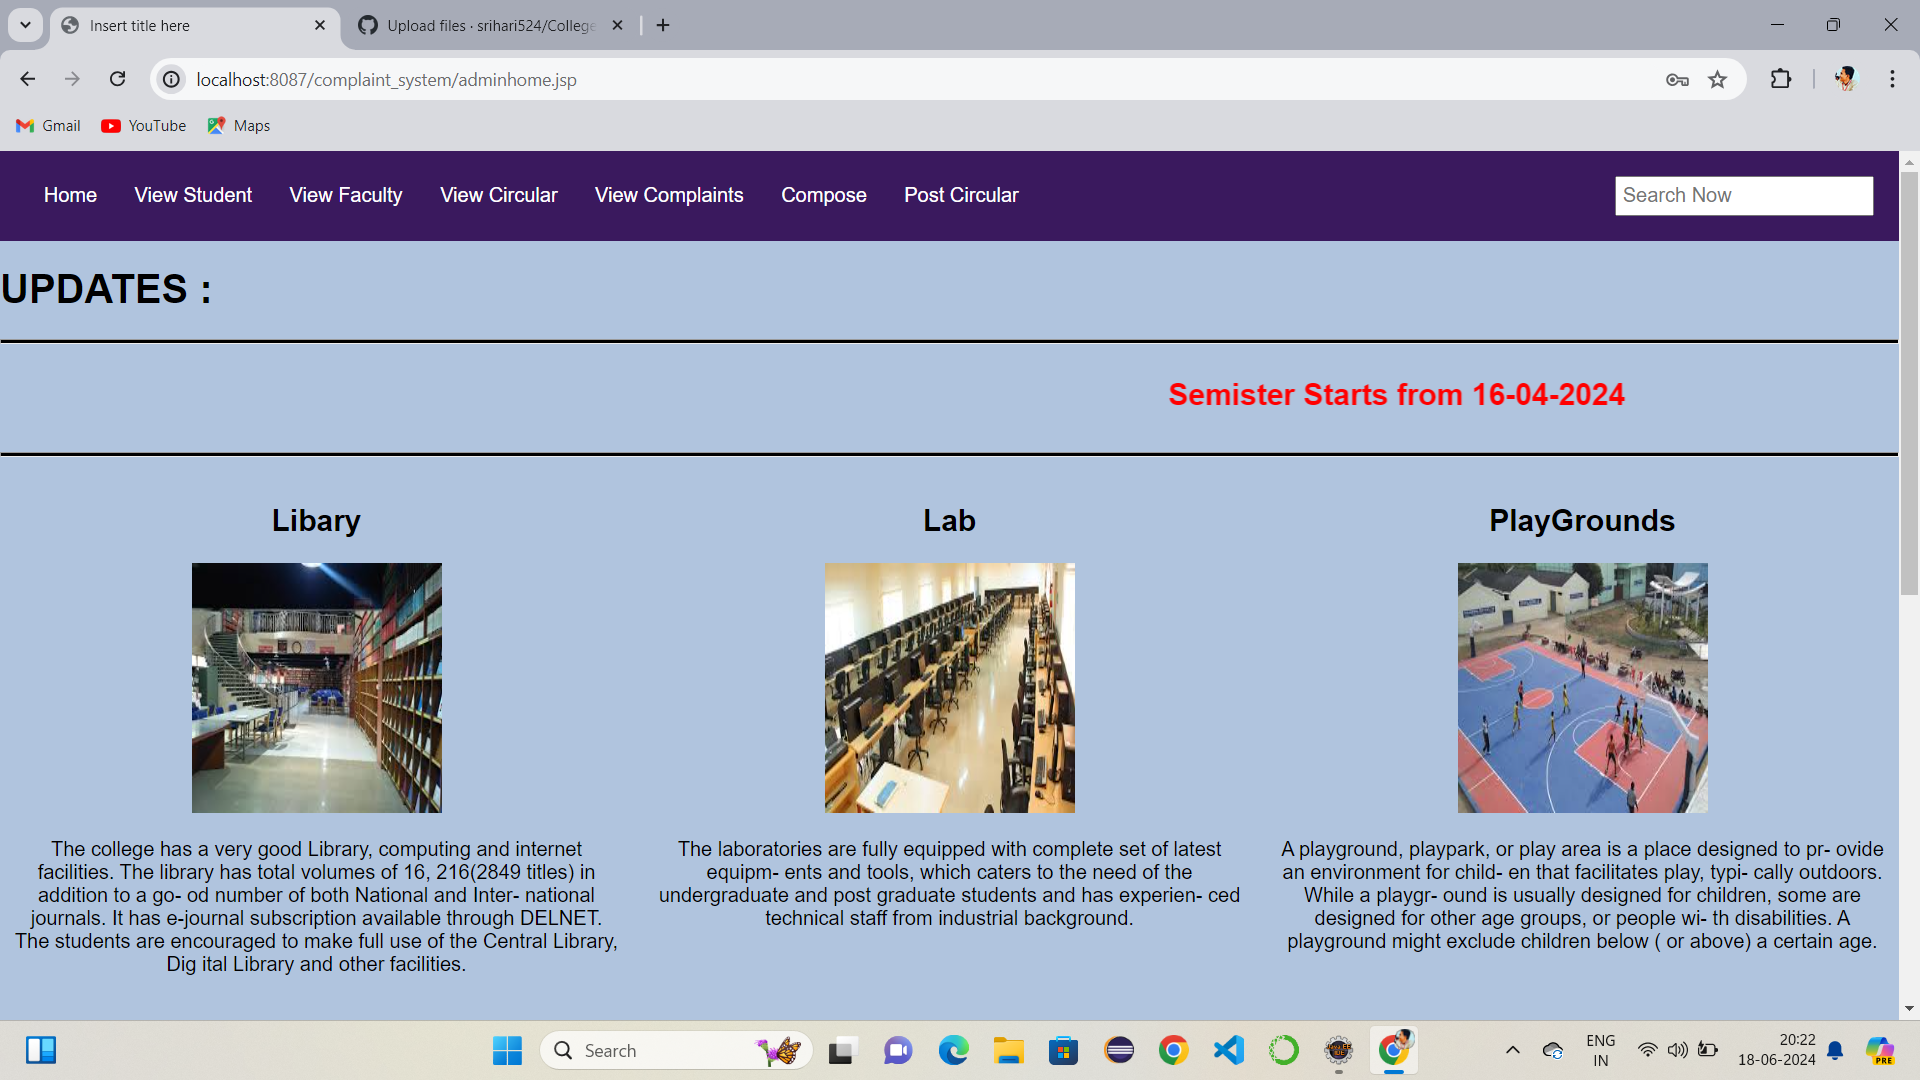 Insert title here
Upload files · srihari524/College
localhost:8087/complaint_system/adminhome.jsp
Gmail YouTube Maps
Home View Student View Faculty View Circular View Complaints Compose Post Circular Search Now
UPDATES :
Semister Starts from 16-04-2024
Libary
The college has a very good Library, computing and internet
facilities. The library has total volumes of 16, 216(2849 titles) in
addition to a go- od number of both National and Inter- national
journals. It has e-journal subscription available through DELNET.
The students are encouraged to make full use of the Central Library,
Dig ital Library and other facilities.
Lab
The laboratories are fully equipped with complete set of latest
equipm- ents and tools, which caters to the need of the
undergraduate and post graduate students and has experien- ced
technical staff from industrial background.
PlayGrounds
A playground, playpark, or play area is a place designed to pr- ovide
an environment for child- en that facilitates play, typi- cally outdoors.
While a playgr- ound is usually designed for children, some are
designed for other age groups, or people wi- th disabilities. A
playground might exclude children below ( or above) a certain age.
Search
ENG
IN
20:22
18-06-2024
PRE